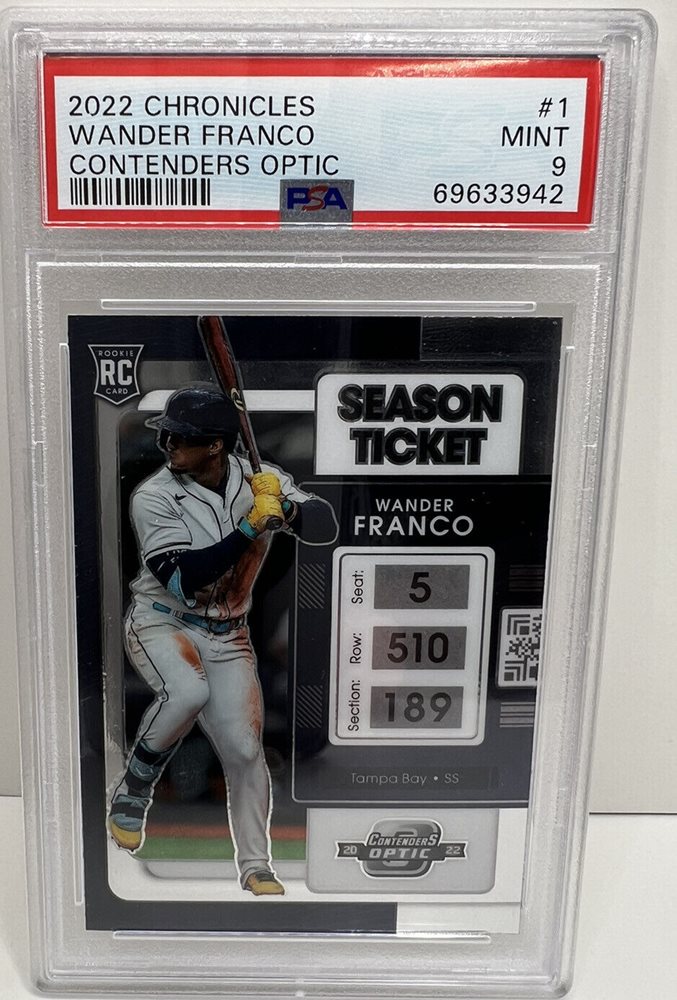 2022 CHRONICLES #1
WANDER FRANCO MINT
CONTENDERS OPTIC 9
PSA 69633942
ROOKIE
RC
CARD
SEASON
TICKET
WANDER
FRANCO
Seat: 5
Row: 510
Section: 189
Tampa Bay • SS
CONTENDERS
20 OPTIC 22